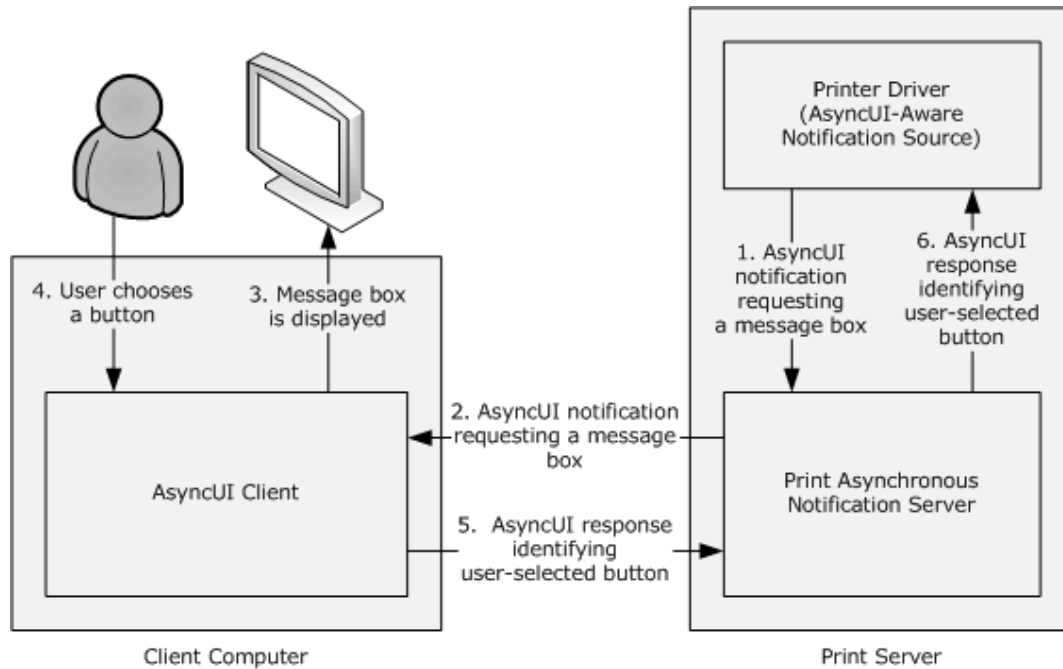 Printer Driver
(AsyncUI-Aware
Notification Source)
1. AsyncUI
notification
requesting
a message box
6. AsyncUI
response
identifying
user-selected
button
4. User chooses
a button
3. Message box
is displayed
2. AsyncUI notification
requesting a message
box
AsyncUI Client
Print Asynchronous
Notification Server
5. AsyncUI response
identifying
user-selected button
Client Computer
Print Server